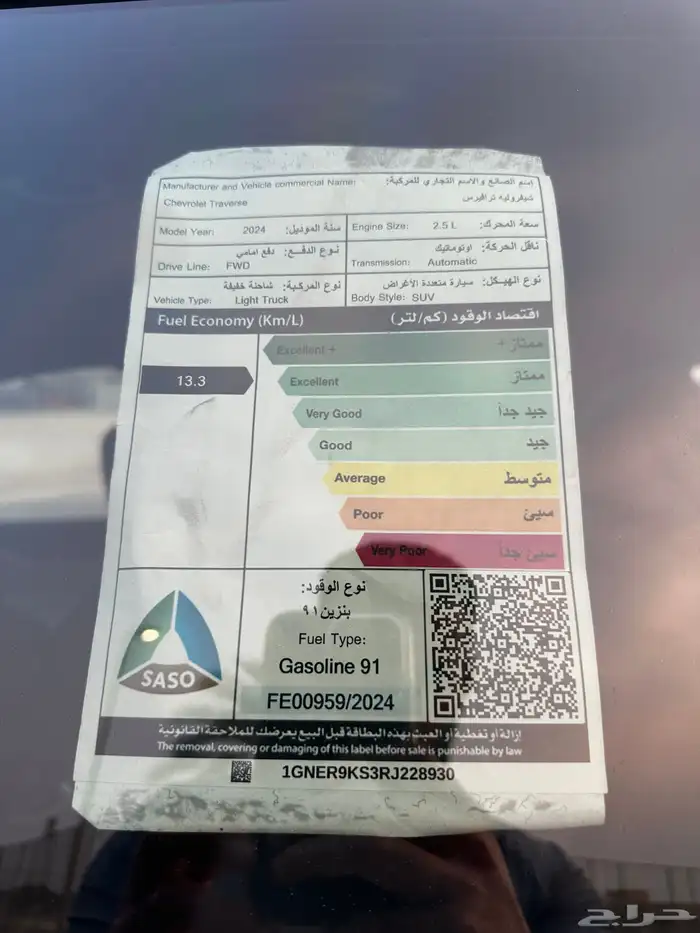 Manufacturer and Vehicle commercial Name: إسم الصانع والاسم التجاري للمركبة:
Chevrolet Traverse شيفروليه ترافيرس
Model Year: 2024 سنة الموديل: Engine Size: 2.5 L سعة المحرك:
نوع الدفع: دفع امامي ناقل الحركة: اوتوماتيك
Drive Line: FWD Transmission: Automatic
نوع المركبة: شاحنة خفيفة نوع الهيكل: سيارة متعددة الأغراض
Vehicle Type: Light Truck Body Style: SUV
Fuel Economy (Km/L) اقتصاد الوقود (كم/لتر)
Excellent + ممتاز+
13.3 Excellent ممتاز
Very Good جيد جداً
Good جيد
Average متوسط
Poor سيئ
Very Poor سيئ جداً
نوع الوقود:
بنزين ٩١
Fuel Type:
Gasoline 91
FE00959/2024
SASO
إزالة أو تغطية أو العبث بهذه البطاقة قبل البيع يعرضك للملاحقة القانونية
The removal, covering or damaging of this label before sale is punishable by law
1GNER9KS3RJ228930
حراج